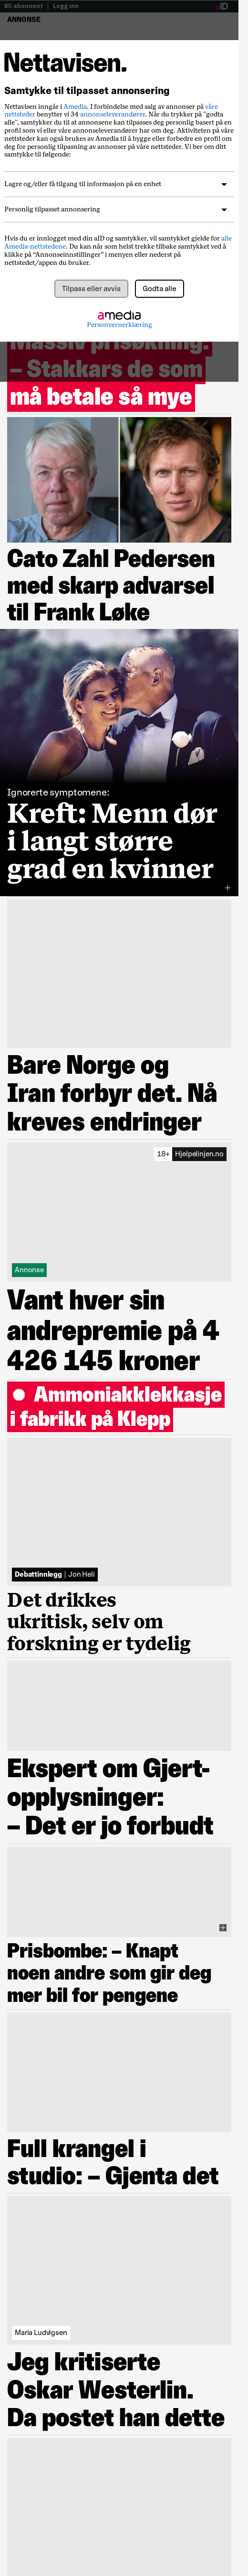 Bli abonnent | Logg inn aID
ANNONSE
Nettavisen.
Samtykke til tilpasset annonsering
Nettavisen inngår i Amedia. I forbindelse med salg av annonser på våre
nettsteder benytter vi 34 annonseleverandører. Når du trykker på "godta
alle", samtykker du til at annonsene kan tilpasses deg personlig basert på en
profil som vi eller våre annonseleverandører har om deg. Aktiviteten på våre
nettsteder kan også brukes av Amedia til å bygge eller forbedre en profil om
deg for personlig tilpasning av annonser på våre nettsteder. Vi ber om ditt
samtykke til følgende:
Lagre og/eller få tilgang til informasjon på en enhet
Personlig tilpasset annonsering
Hvis du er innlogget med din aID og samtykker, vil samtykket gjelde for alle
Amedia-nettstedene. Du kan når som helst trekke tilbake samtykket ved å
klikke på “Annonseinnstillinger” i menyen eller nederst på
nettstedet/appen du bruker.
Tilpass eller avvis
Godta alle
amedia
Personvernerklæring
Massiv prisøkning:
– Stakkars de som
må betale så mye
Cato Zahl Pedersen
med skarp advarsel
til Frank Løke
Ignorerte symptomene:
Kreft: Menn dør
i langt større
grad en kvinner
Bare Norge og
Iran forbyr det. Nå
kreves endringer
18+ Hjelpelinjen.no
Annonse
Vant hver sin
andrepremie på 4
426 145 kroner
Ammoniakklekkasje
i fabrikk på Klepp
Debattinnlegg | Jon Heli
Det drikkes
ukritisk, selv om
forskning er tydelig
Ekspert om Gjert-
opplysninger:
– Det er jo forbudt
Prisbombe: – Knapt
noen andre som gir deg
mer bil for pengene
Full krangel i
studio: – Gjenta det
Maria Ludvigsen
Jeg kritiserte
Oskar Westerlin.
Da postet han dette